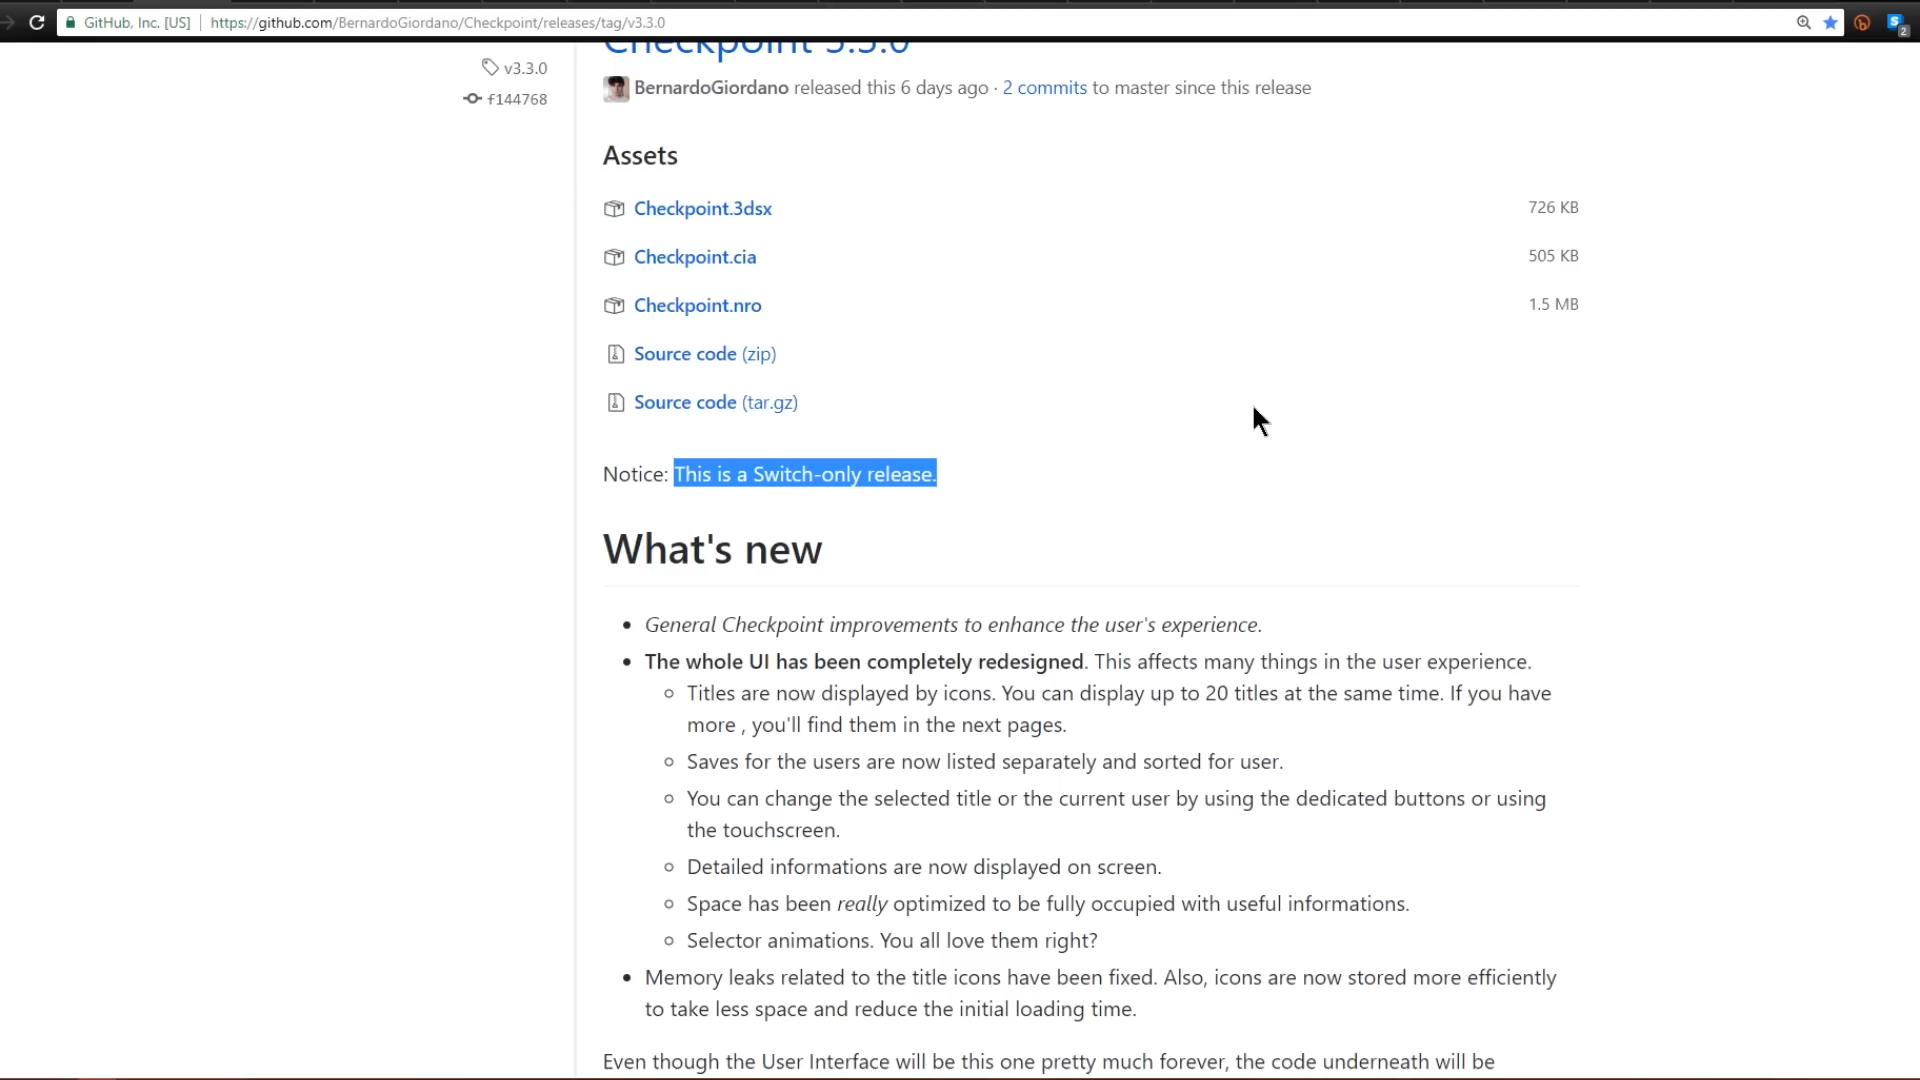 GitHub, Inc. [US] https://github.com/BernardoGiordano/Checkpoint/releases/tag/v3.3.0
2
Checkpoint 3.3.0
v3.3.0
BernardoGiordano released this 6 days ago · 2 commits to master since this release
f144768
Assets
Checkpoint.3dsx 726 KB
Checkpoint.cia 505 KB
Checkpoint.nro 1.5 MB
Source code (zip)
Source code (tar.gz)
Notice: This is a Switch-only release.
What's new
• General Checkpoint improvements to enhance the user's experience.
• The whole UI has been completely redesigned. This affects many things in the user experience.
○ Titles are now displayed by icons. You can display up to 20 titles at the same time. If you have
more , you'll find them in the next pages.
○ Saves for the users are now listed separately and sorted for user.
○ You can change the selected title or the current user by using the dedicated buttons or using
the touchscreen.
○ Detailed informations are now displayed on screen.
○ Space has been really optimized to be fully occupied with useful informations.
○ Selector animations. You all love them right?
• Memory leaks related to the title icons have been fixed. Also, icons are now stored more efficiently
to take less space and reduce the initial loading time.
Even though the User Interface will be this one pretty much forever, the code underneath will be